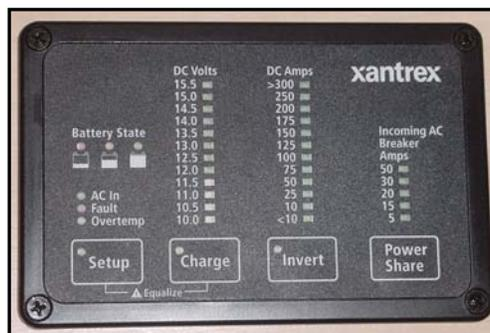 xantrex
DC Volts
15.5
15.0
14.5
14.0
13.5
13.0
12.5
12.0
11.5
11.0
10.5
10.0
DC Amps
>300
250
200
175
150
125
100
75
50
25
10
<10
Battery State
AC In
Fault
Overtemp
Incoming AC
Breaker
Amps
50
30
20
15
5
Setup
Charge
Invert
Power
Share
Equalize